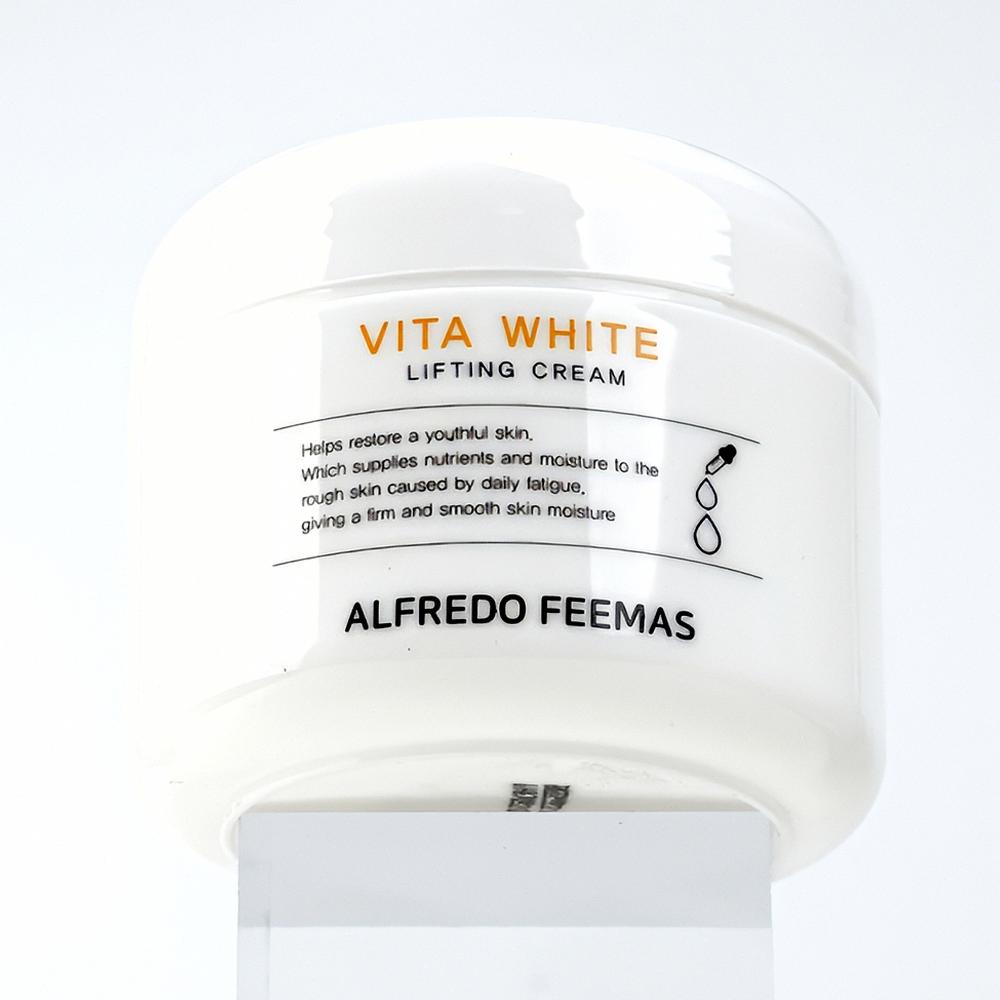 VITA WHITE
LIFTING CREAM
Helps restore a youthful skin.
Which supplies nutrients and moisture to the
rough skin caused by daily fatigue,
giving a firm and smooth skin moisture
ALFREDO FEEMAS